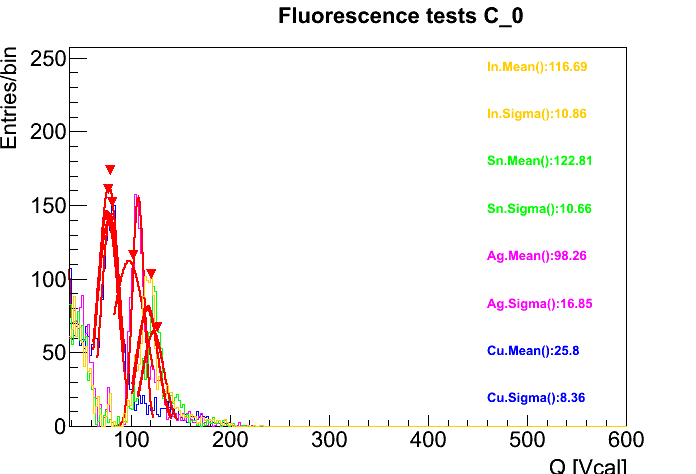 Fluorescence tests C_0
Entries/bin
250
200
150
100
50
0
In.Mean():116.69
In.Sigma():10.86
Sn.Mean():122.81
Sn.Sigma():10.66
Ag.Mean():98.26
Ag.Sigma():16.85
Cu.Mean():25.8
Cu.Sigma():8.36
100 200 300 400 500 600
Q [Vcal]